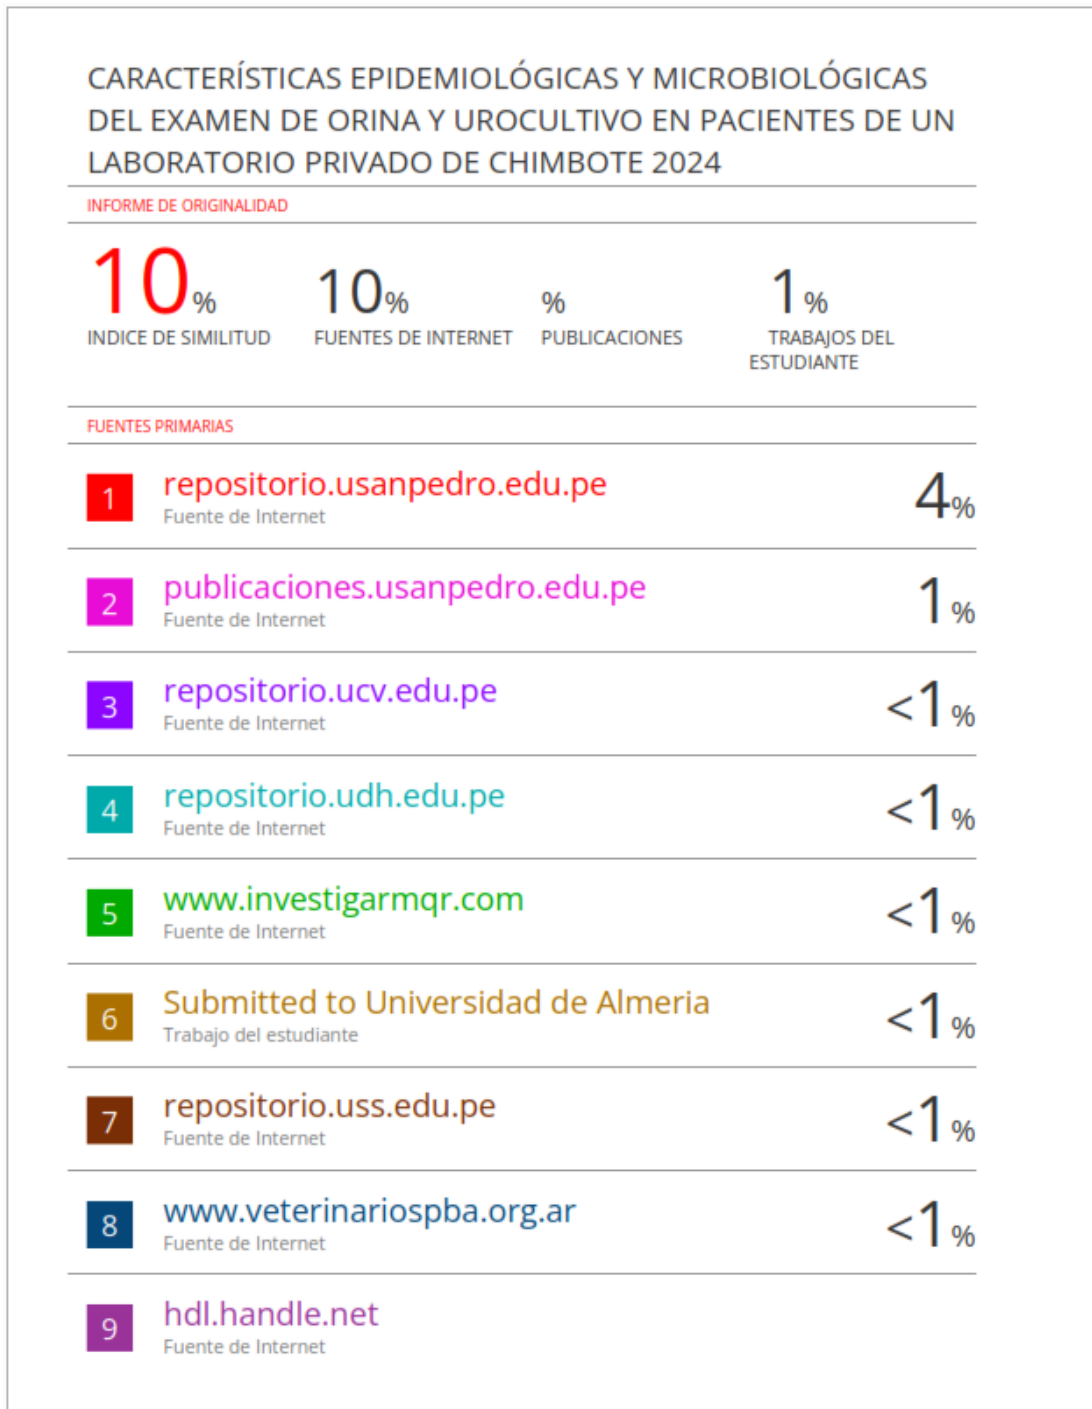 CARACTERÍSTICAS EPIDEMIOLÓGICAS Y MICROBIOLÓGICAS
DEL EXAMEN DE ORINA Y UROCULTIVO EN PACIENTES DE UN
LABORATORIO PRIVADO DE CHIMBOTE 2024
INFORME DE ORIGINALIDAD
10% 10% % 1%
INDICE DE SIMILITUD FUENTES DE INTERNET PUBLICACIONES TRABAJOS DEL
ESTUDIANTE
FUENTES PRIMARIAS
1 repositorio.usanpedro.edu.pe 4%
Fuente de Internet
2 publicaciones.usanpedro.edu.pe 1%
Fuente de Internet
3 repositorio.ucv.edu.pe <1%
Fuente de Internet
4 repositorio.udh.edu.pe <1%
Fuente de Internet
5 www.investigarmqr.com <1%
Fuente de Internet
6 Submitted to Universidad de Almeria <1%
Trabajo del estudiante
7 repositorio.uss.edu.pe <1%
Fuente de Internet
8 www.veterinariospba.org.ar <1%
Fuente de Internet
9 hdl.handle.net
Fuente de Internet